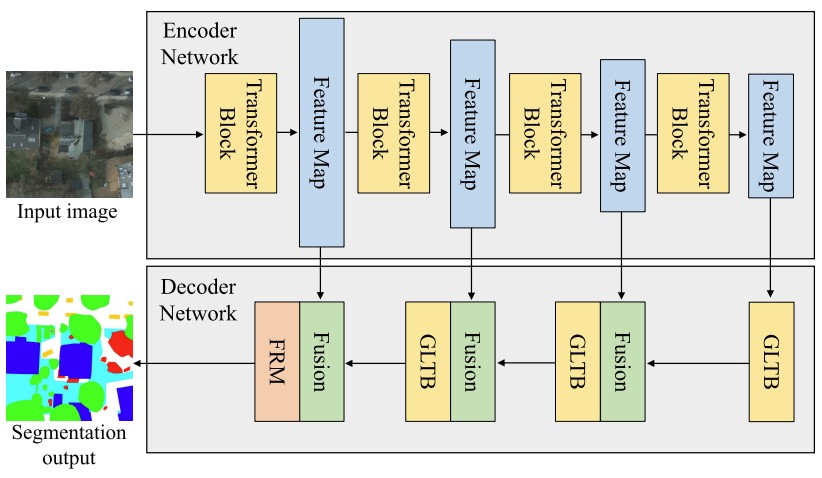 Encoder
Network
Transformer
Block
Feature Map
Transformer
Block
Feature Map
Transformer
Block
Feature Map
Transformer
Block
Feature Map
Input image
Decoder
Network
FRM
Fusion
GLTB
Fusion
GLTB
Fusion
GLTB
Segmentation
output